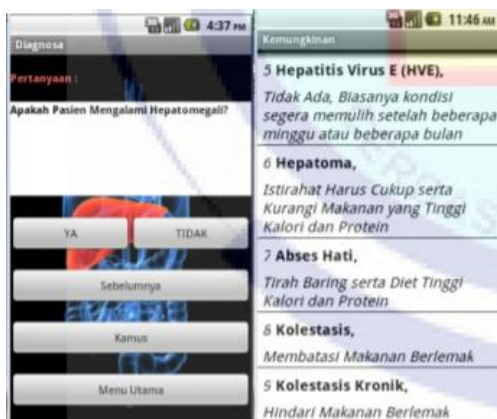 4:37 PM
Diagnosa
Pertanyaan :
Apakah Pasien Mengalami Hepatomegali?
YA
TIDAK
Sebelumnya
Kamus
Menu Utama
11:46 AM
Kemungkinan
5 Hepatitis Virus E (HVE),
Tidak Ada, Biasanya kondisi
segera memulih setelah beberapa
minggu atau beberapa bulan
6 Hepatoma,
Istirahat Harus Cukup serta
Kurangi Makanan yang Tinggi
Kalori dan Protein
7 Abses Hati,
Tirah Baring serta Diet Tinggi
Kalori dan Protein
8 Kolestasis,
Membatasi Makanan Berlemak
9 Kolestasis Kronik,
Hindari Makanan Berlemak